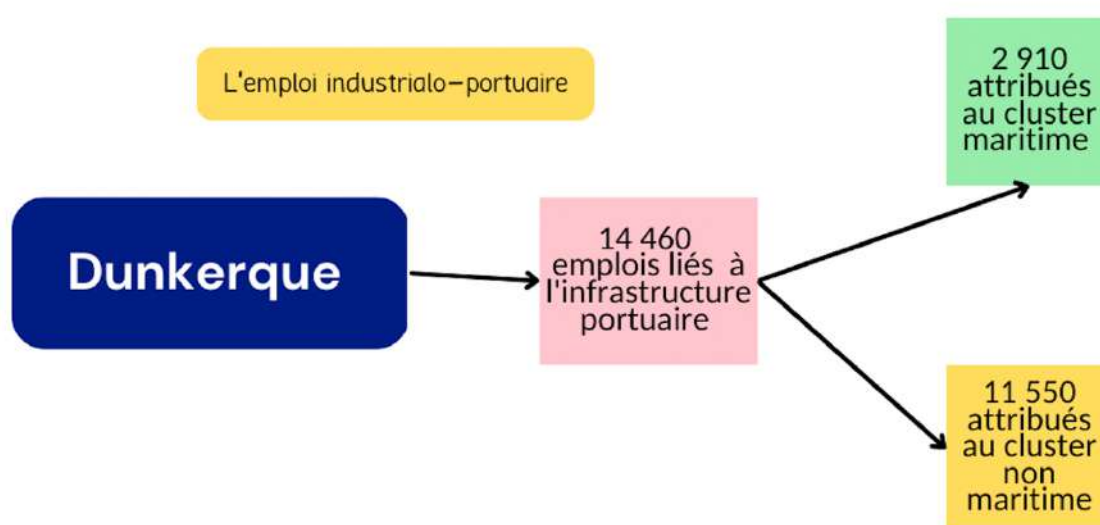 L'emploi industrialo-portuaire
Dunkerque
14 460
emplois liés à
l'infrastructure
portuaire
2 910
attribués
au cluster
maritime
11 550
attribués
au cluster
non
maritime